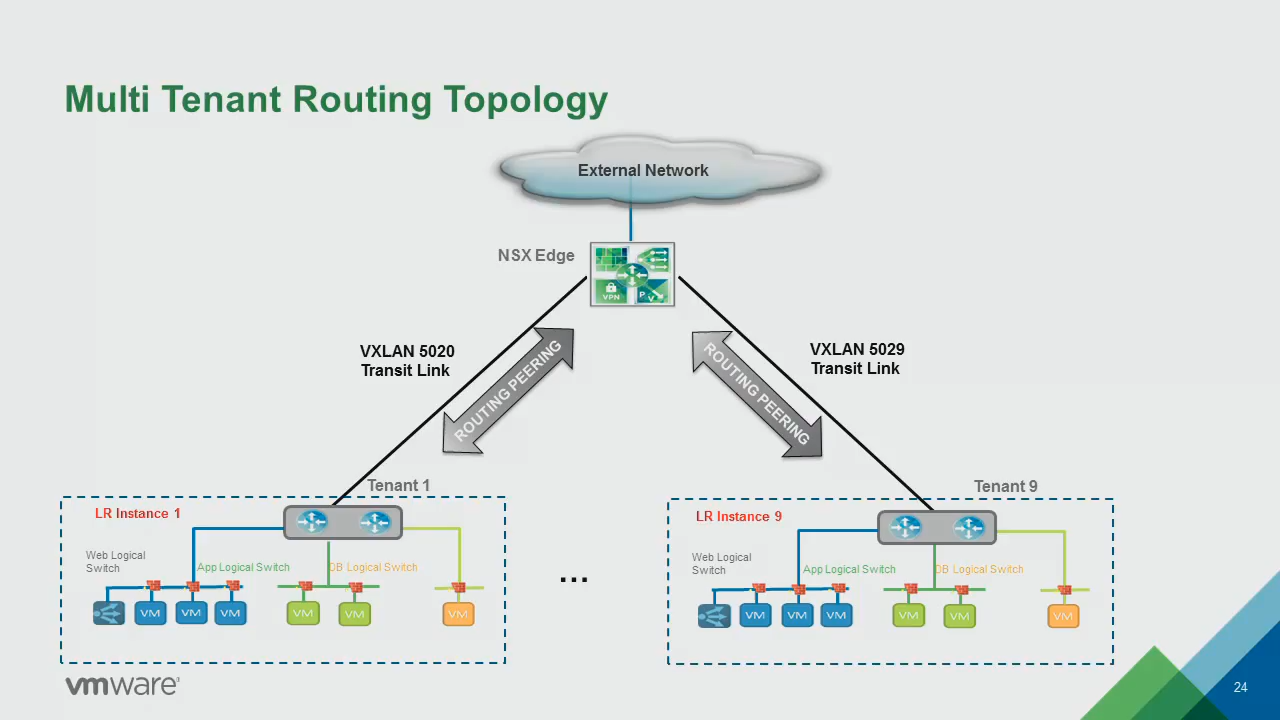 Multi Tenant Routing Topology
External Network
NSX Edge
VPN
P V
VXLAN 5020
Transit Link
ROUTING PEERING
ROUTING PEERING
VXLAN 5029
Transit Link
Tenant 1
LR Instance 1
Web Logical
Switch
App Logical Switch
DB Logical Switch
VM
VM
VM
VM
VM
VM
...
Tenant 9
LR Instance 9
Web Logical
Switch
App Logical Switch
DB Logical Switch
VM
VM
VM
VM
VM
VM
vmware
24